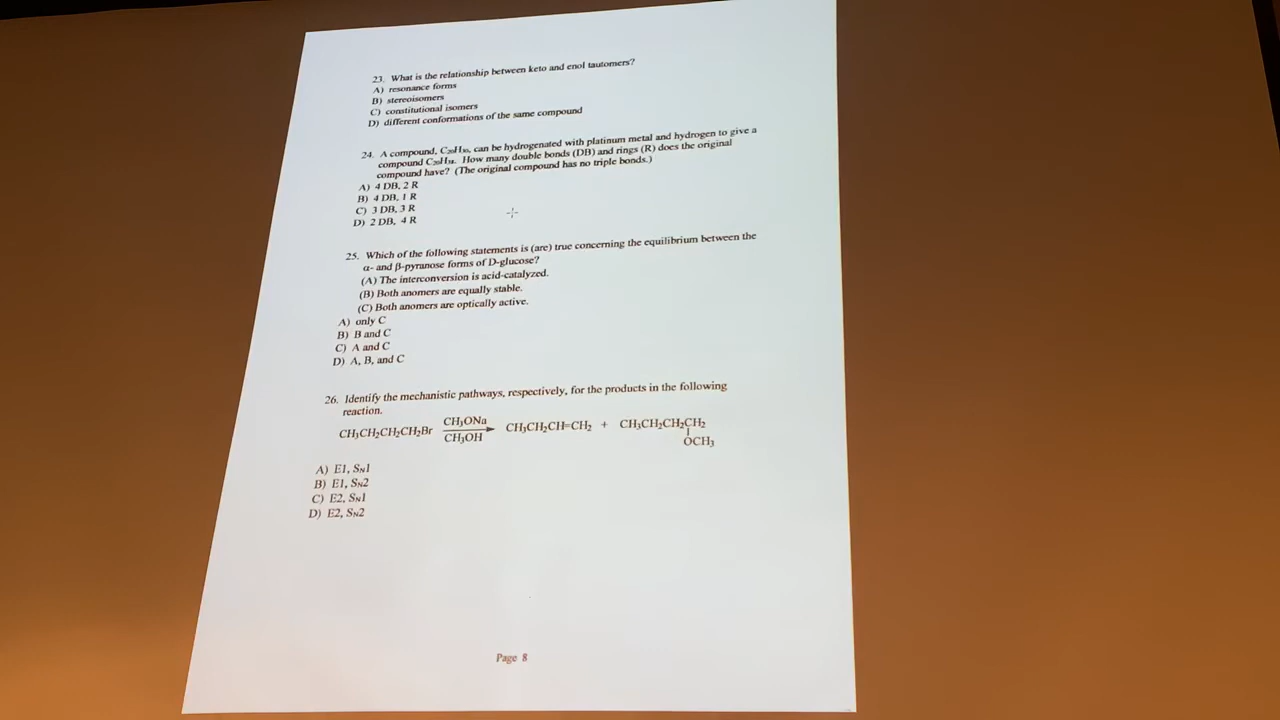 23. What is the relationship between keto and enol tautomers?
A) resonance forms
B) stereoisomers
C) constitutional isomers
D) different conformations of the same compound
24. A compound, C₂₀H₃₀, can be hydrogenated with platinum metal and hydrogen to give a
compound C₂₀H₃₈. How many double bonds (DB) and rings (R) does the original
compound have? (The original compound has no triple bonds.)
A) 4 DB, 2 R
B) 4 DB, 1 R
C) 3 DB, 3 R
D) 2 DB, 4 R
25. Which of the following statements is (are) true concerning the equilibrium between the
α- and β-pyranose forms of D-glucose?
(A) The interconversion is acid-catalyzed.
(B) Both anomers are equally stable.
(C) Both anomers are optically active.
A) only C
B) B and C
C) A and C
D) A, B, and C
26. Identify the mechanistic pathways, respectively, for the products in the following
reaction.
CH₃CH₂CH₂CH₂Br CH₃ONa CH₃OH CH₃CH₂CH=CH₂ + CH₃CH₂CH₂CH₂
OCH₃
A) E1, SN1
B) E1, SN2
C) E2, SN1
D) E2, SN2
Page 8